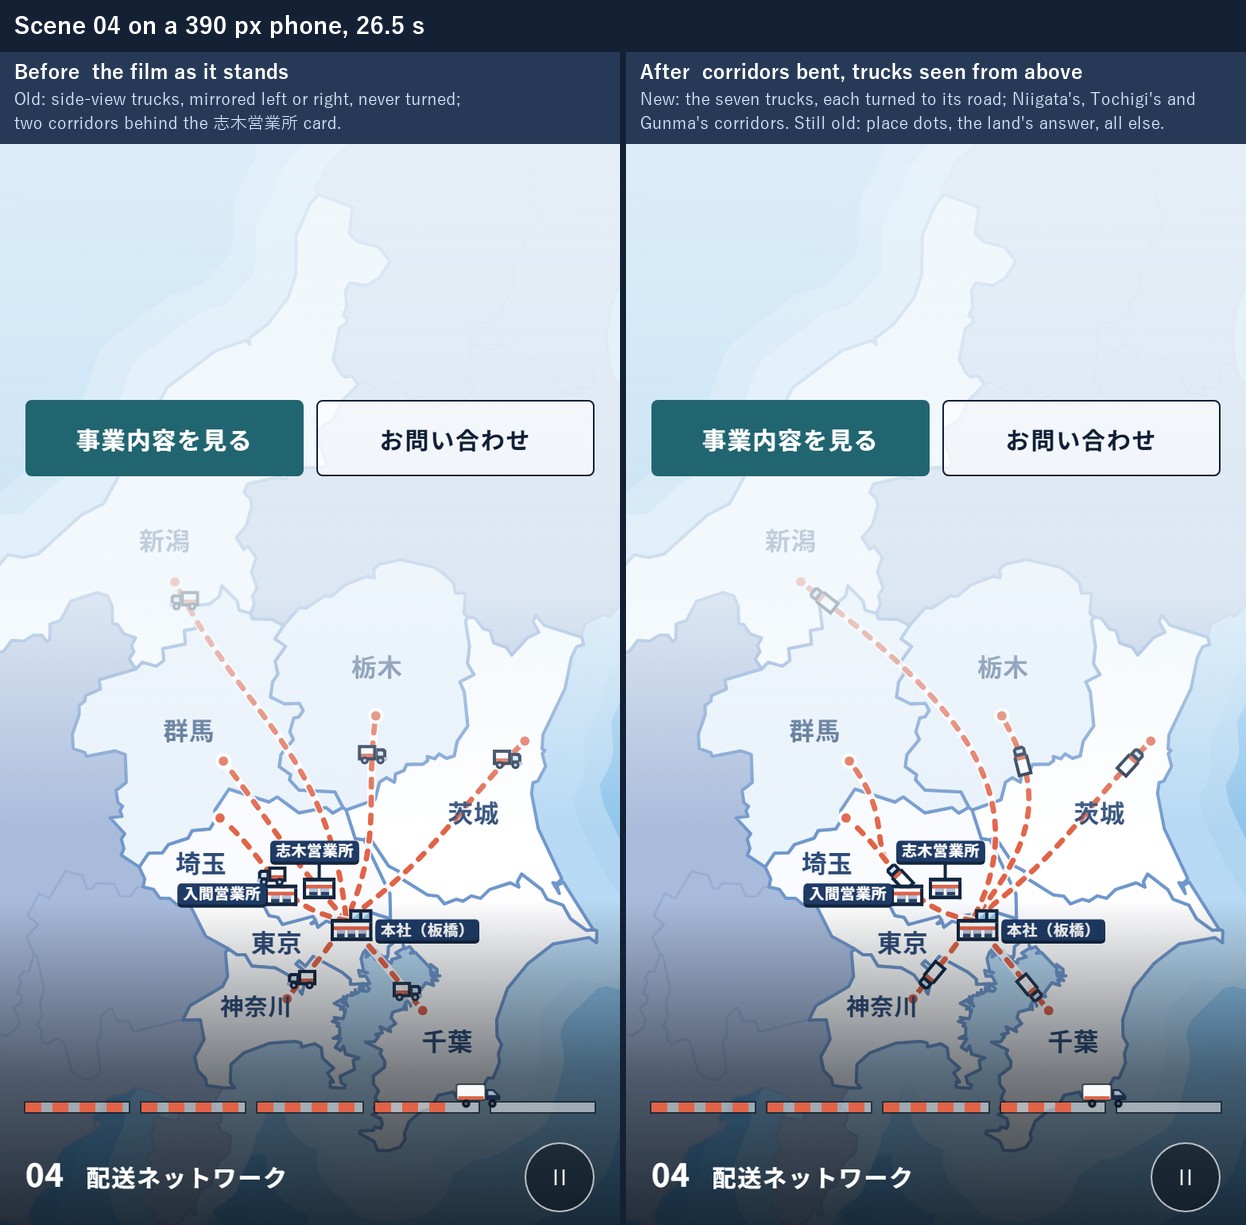 Scene 04 on a 390 px phone, 26.5 s
Before the film as it stands
Old: side-view trucks, mirrored left or right, never turned;
two corridors behind the 志木営業所 card.
事業内容を見る
お問い合わせ
新潟
栃木
群馬
茨城
志木営業所
埼玉
入間営業所
本社（板橋）
東京
神奈川
千葉
04 配送ネットワーク
After corridors bent, trucks seen from above
New: the seven trucks, each turned to its road; Niigata's, Tochigi's and
Gunma's corridors. Still old: place dots, the land's answer, all else.
事業内容を見る
お問い合わせ
新潟
栃木
群馬
茨城
志木営業所
埼玉
入間営業所
本社（板橋）
東京
神奈川
千葉
04 配送ネットワーク